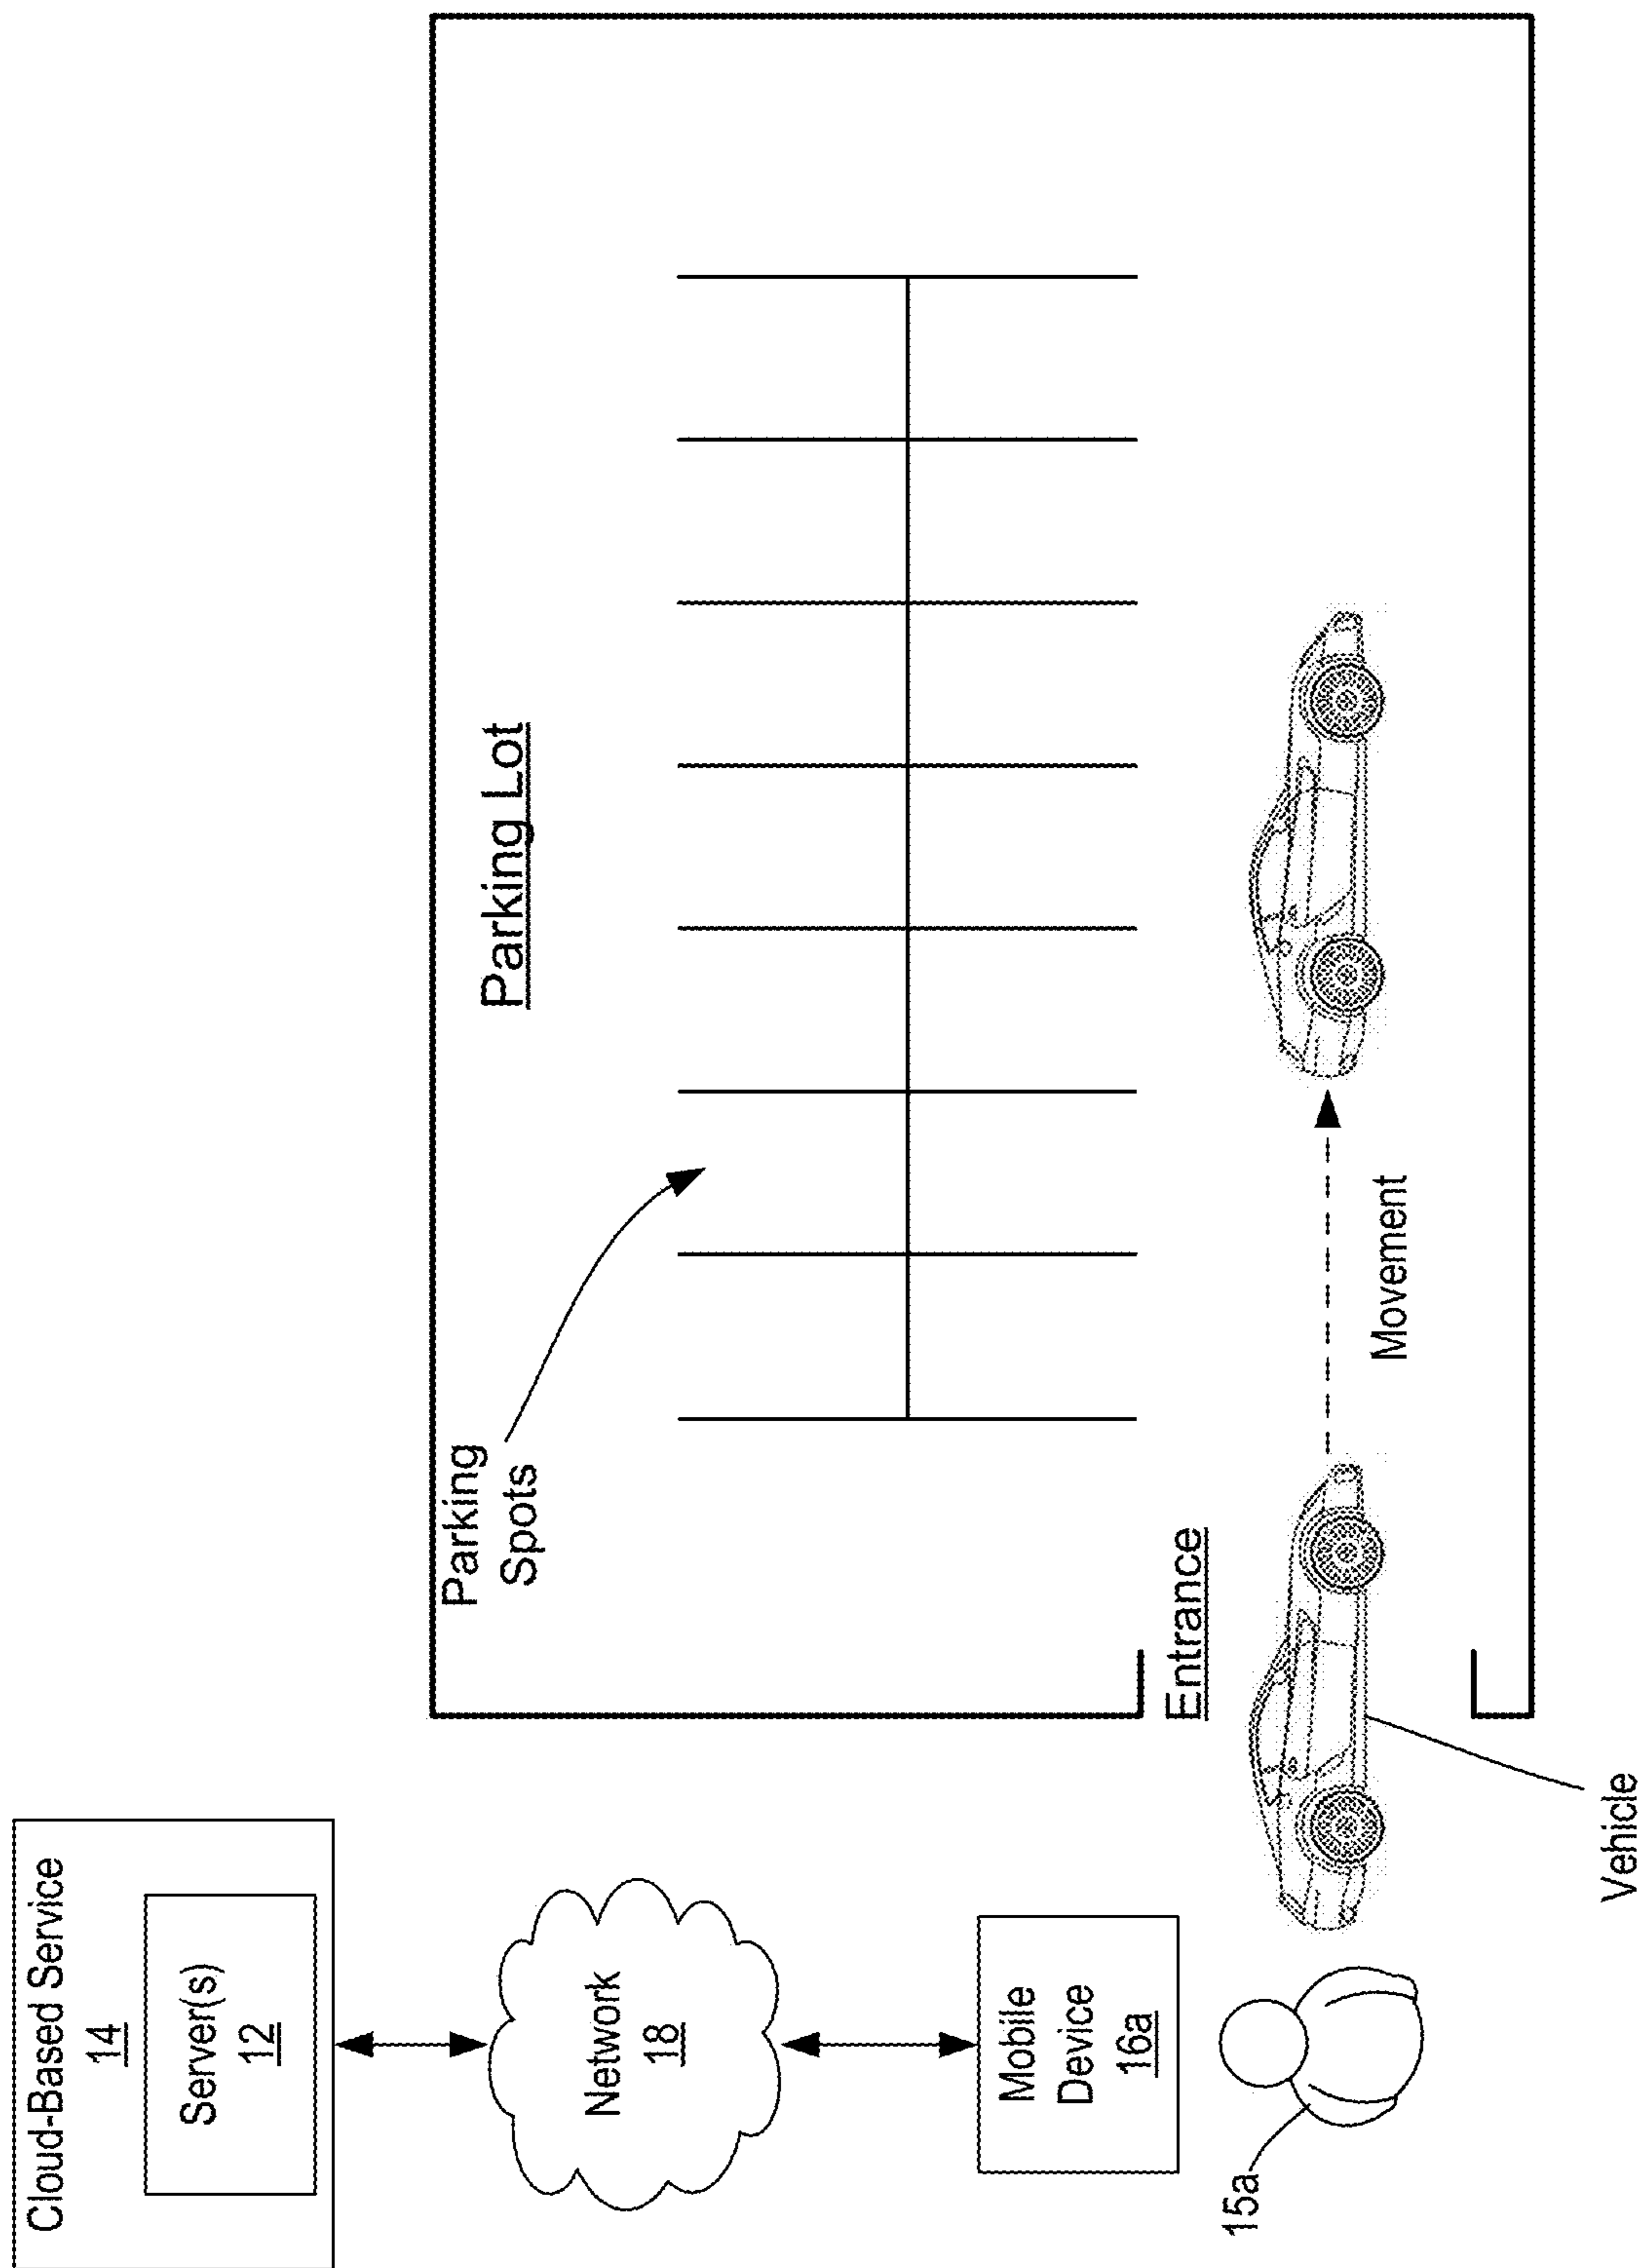 Cloud-Based Service
14
Server(s)
12
Network
18
Mobile
Device
16a
15a
Parking Lot
Parking
Spots
Entrance
Movement
Vehicle